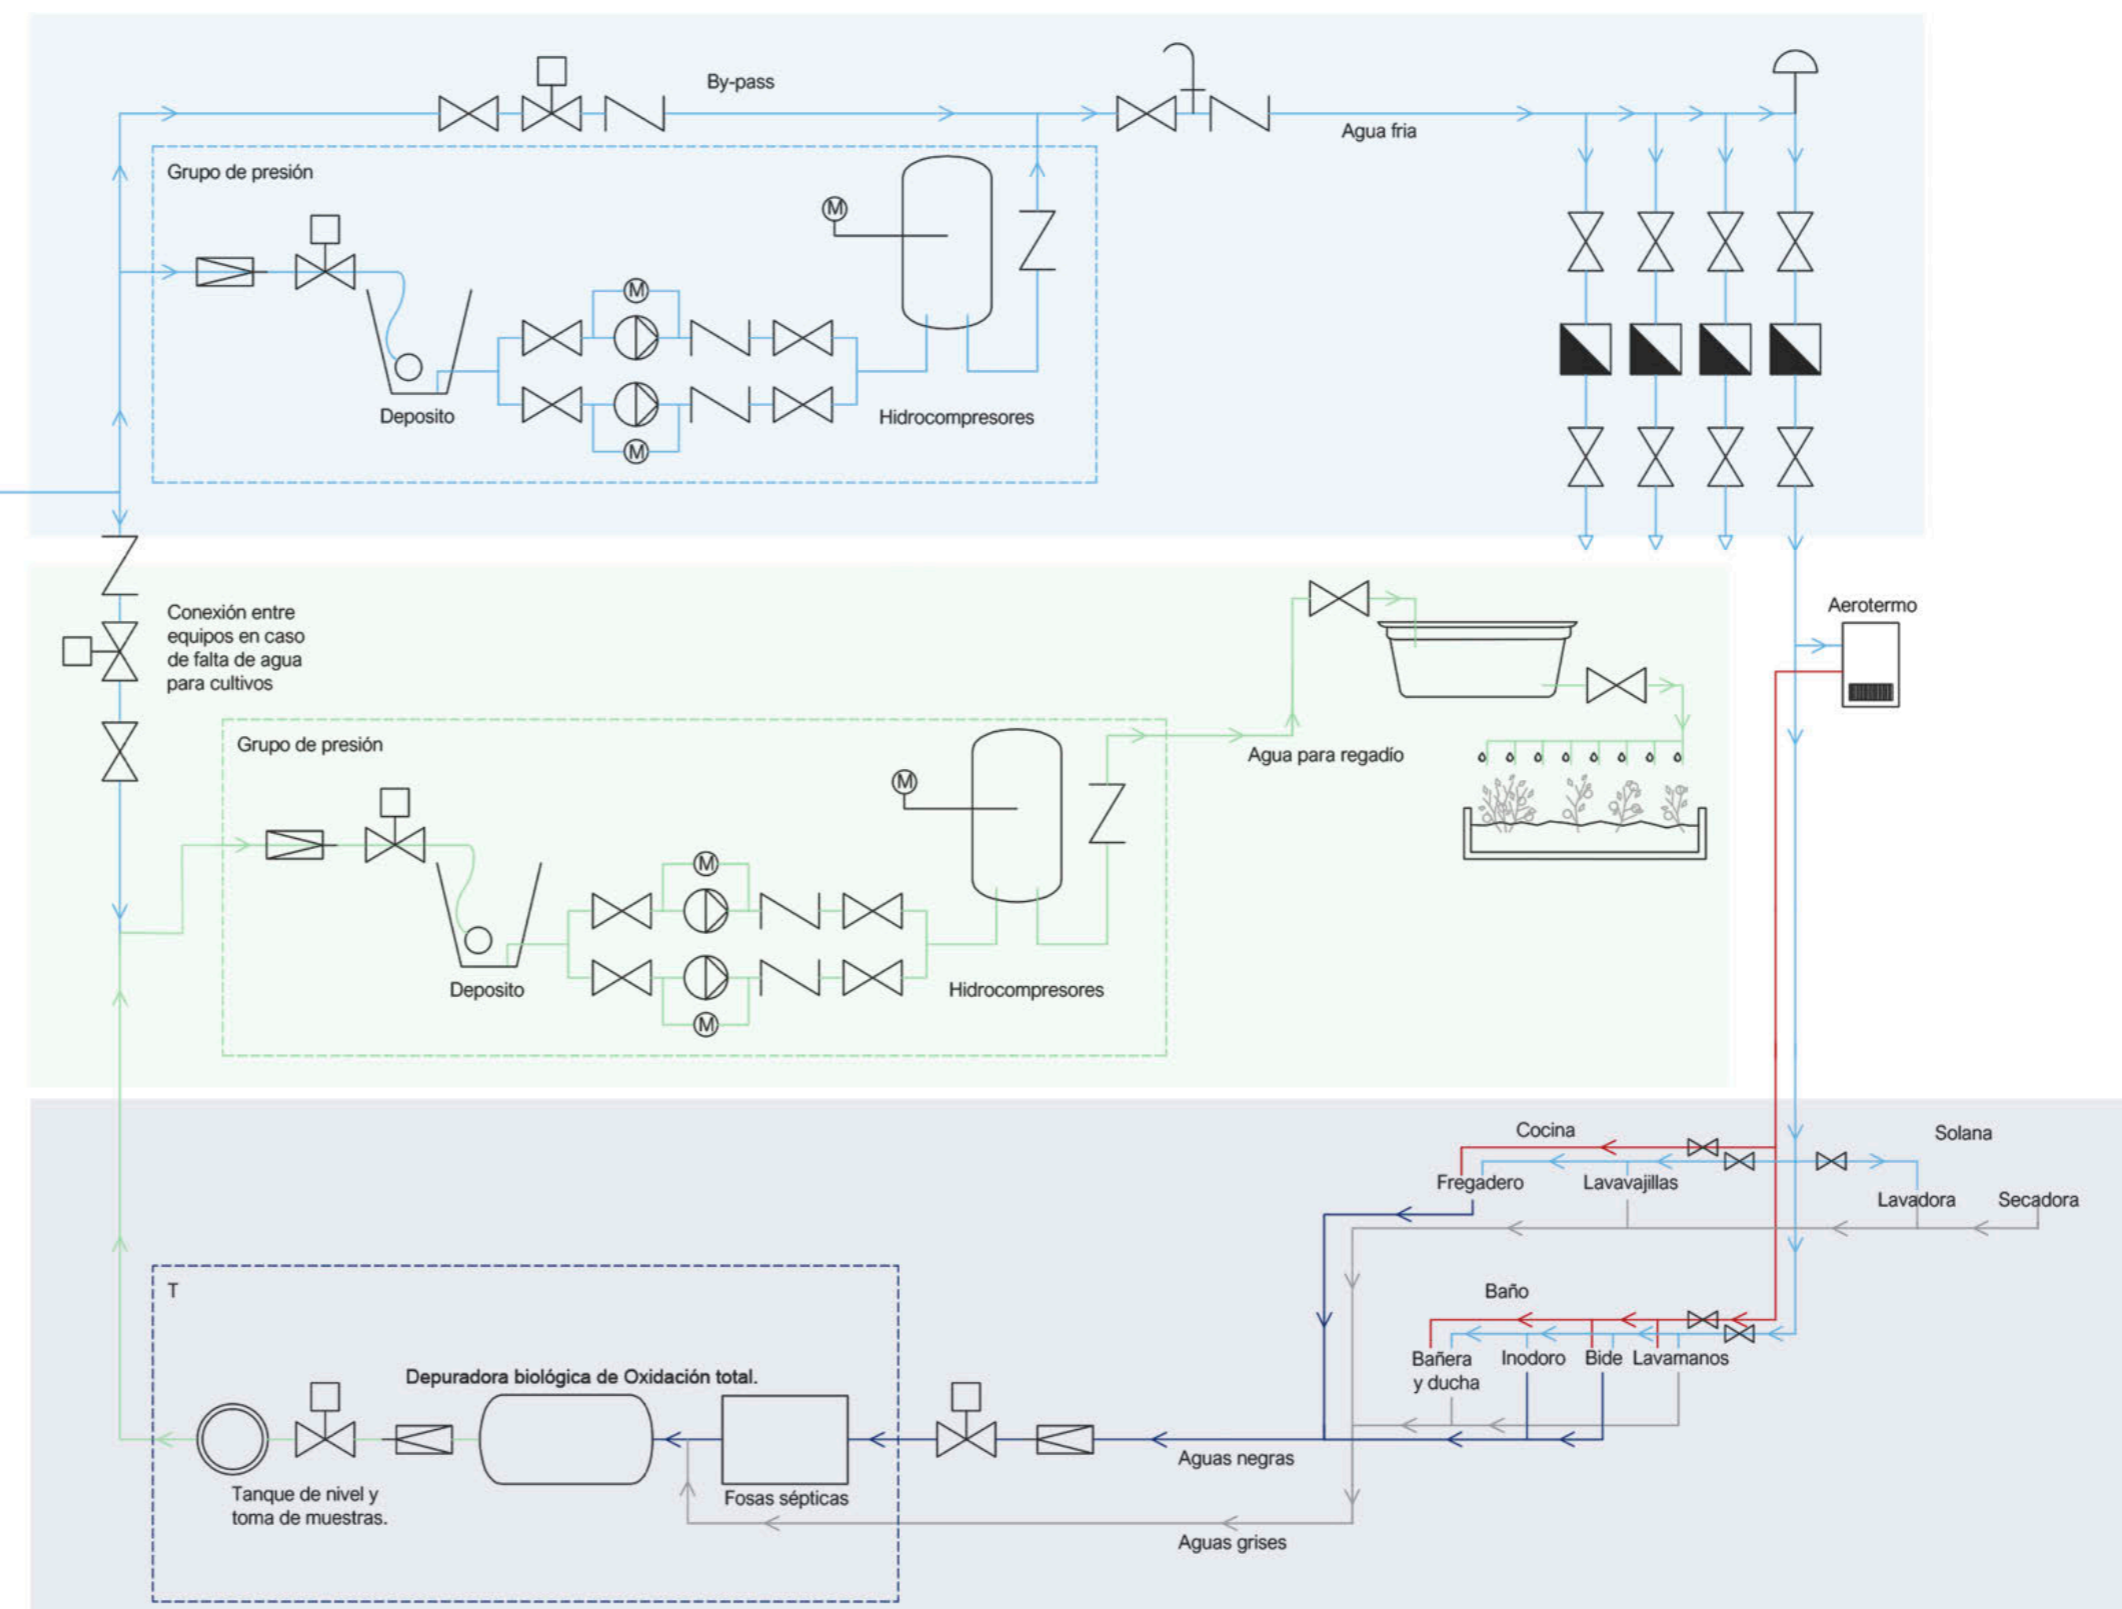 By-pass
Agua fria
Grupo de presión
M
M
M
Deposito
Hidrocompresores
Conexión entre
equipos en caso
de falta de agua
para cultivos
Aerotermo
Grupo de presión
Agua para regadío
M
M
M
Deposito
Hidrocompresores
Cocina
Solana
Fregadero
Lavavajillas
Lavadora
Secadora
T
Baño
Bañera
y ducha
Inodoro
Bide
Lavamanos
Depuradora biológica de Oxidación total.
Aguas negras
Tanque de nivel y
toma de muestras.
Fosas sépticas
Aguas grises